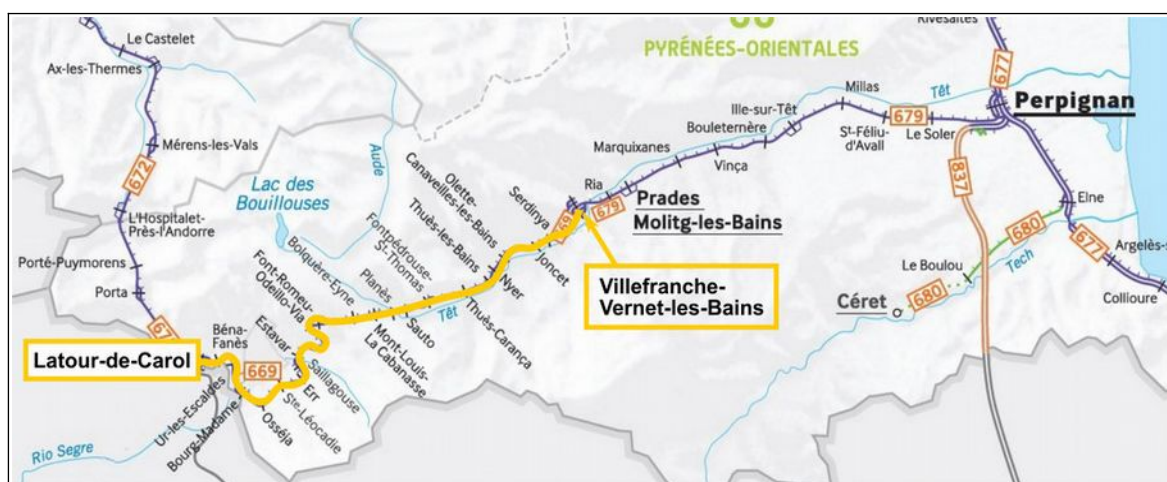 Le Castelet
Ax-les-Thermes
Mérens-les-Vals
672
L'Hospitalet-
Près-l'Andorre
Porté-Puymorens
Porta
67
Latour-de-Carol
Béna-
Fanès
Ur-les-Escaldes
Bourg-Madame
Rio Segre
669
Osséja
Ste-Léocadie
Err
Saillagouse
Estavar
Font-Romeu-
Odeillo-Via
Bolquère-Eyne
Mont-Louis-
La Cabanasse
Planès
Sauto
Fontpédrouse-
St-Thomas
Thuès-Carança
Thuès-les-Bains
Nyer
Canaveilles-les-Bains
Olette-
Joncet
Serdinya
Lac des
Bouillouses
Aude
Têt
69
Villefranche-
Vernet-les-Bains
Ria
679
Prades
Molitg-les-Bains
Marquixanes
Vinça
Bouleternère
Ille-sur-Têt
Millas
Têt
679
St-Féliu-
d'Avall
Le Soler
PYRÉNÉES-ORIENTALES
Rivesaltes
677
Perpignan
837
Elne
680
677
Argelès-s
Collioure
Le Boulou
Tech
680
Céret